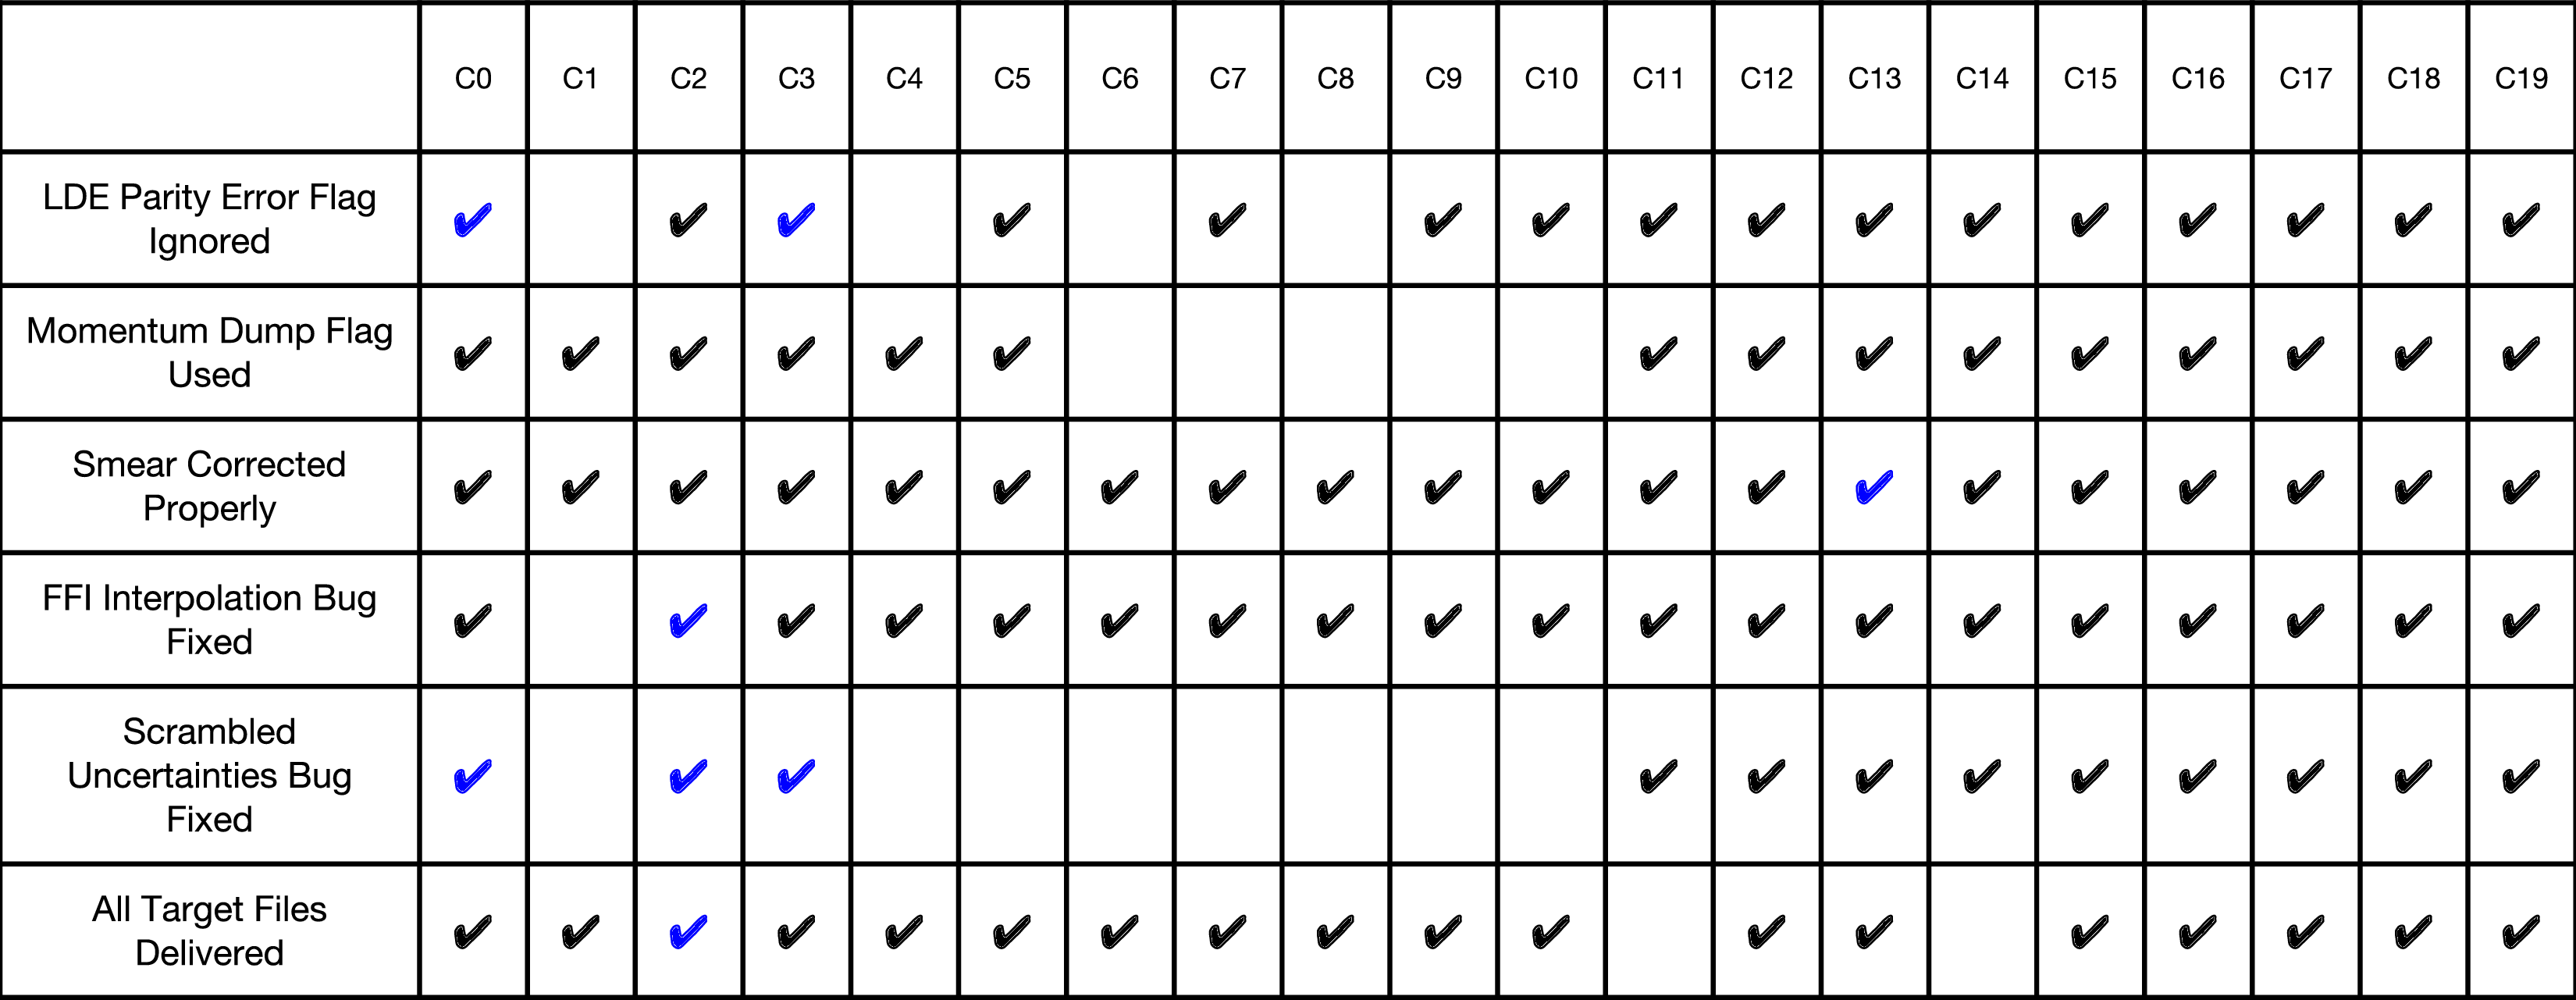 C0 C1 C2 C3 C4 C5 C6 C7 C8 C9 C10 C11 C12 C13 C14 C15 C16 C17 C18 C19
LDE Parity Error Flag
Ignored
✔ ✔ ✔ ✔ ✔ ✔ ✔ ✔ ✔ ✔ ✔ ✔ ✔ ✔ ✔ ✔
Momentum Dump Flag
Used
✔ ✔ ✔ ✔ ✔ ✔ ✔ ✔ ✔ ✔ ✔ ✔ ✔ ✔ ✔
Smear Corrected
Properly
✔ ✔ ✔ ✔ ✔ ✔ ✔ ✔ ✔ ✔ ✔ ✔ ✔ ✔ ✔ ✔ ✔ ✔ ✔ ✔
FFI Interpolation Bug
Fixed
✔ ✔ ✔ ✔ ✔ ✔ ✔ ✔ ✔ ✔ ✔ ✔ ✔ ✔ ✔ ✔ ✔ ✔ ✔
Scrambled
Uncertainties Bug
Fixed
✔ ✔ ✔ ✔ ✔ ✔ ✔ ✔ ✔ ✔ ✔ ✔
All Target Files
Delivered
✔ ✔ ✔ ✔ ✔ ✔ ✔ ✔ ✔ ✔ ✔ ✔ ✔ ✔ ✔ ✔ ✔ ✔